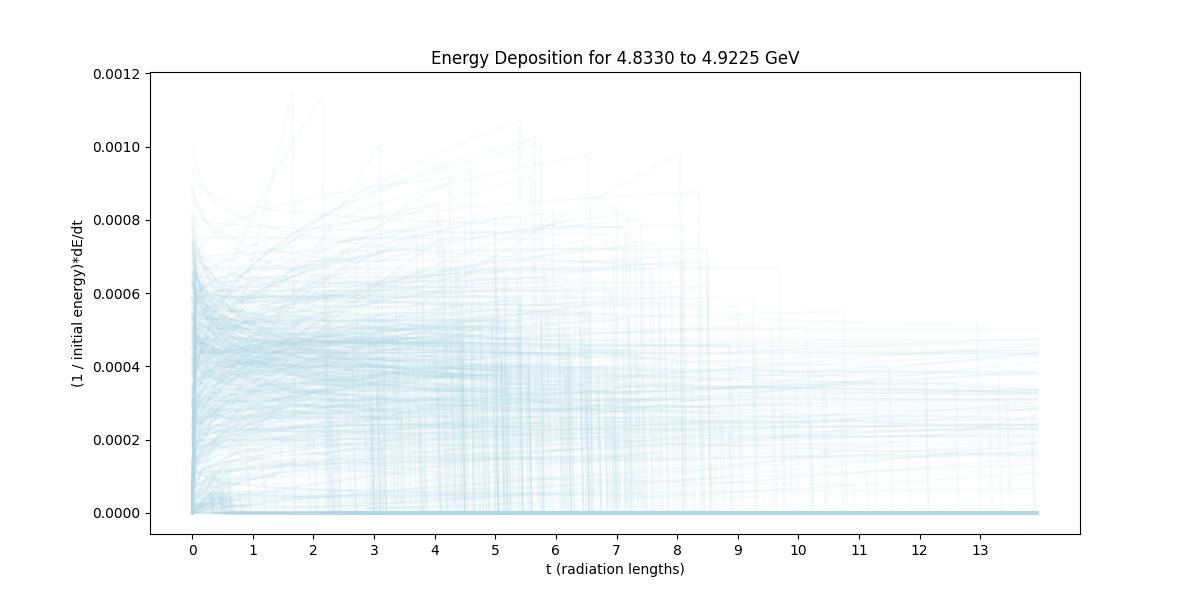 Energy Deposition for 4.8330 to 4.9225 GeV
(1 / initial energy)*dE/dt
0.0012
0.0010
0.0008
0.0006
0.0004
0.0002
0.0000
0 1 2 3 4 5 6 7 8 9 10 11 12 13
t (radiation lengths)